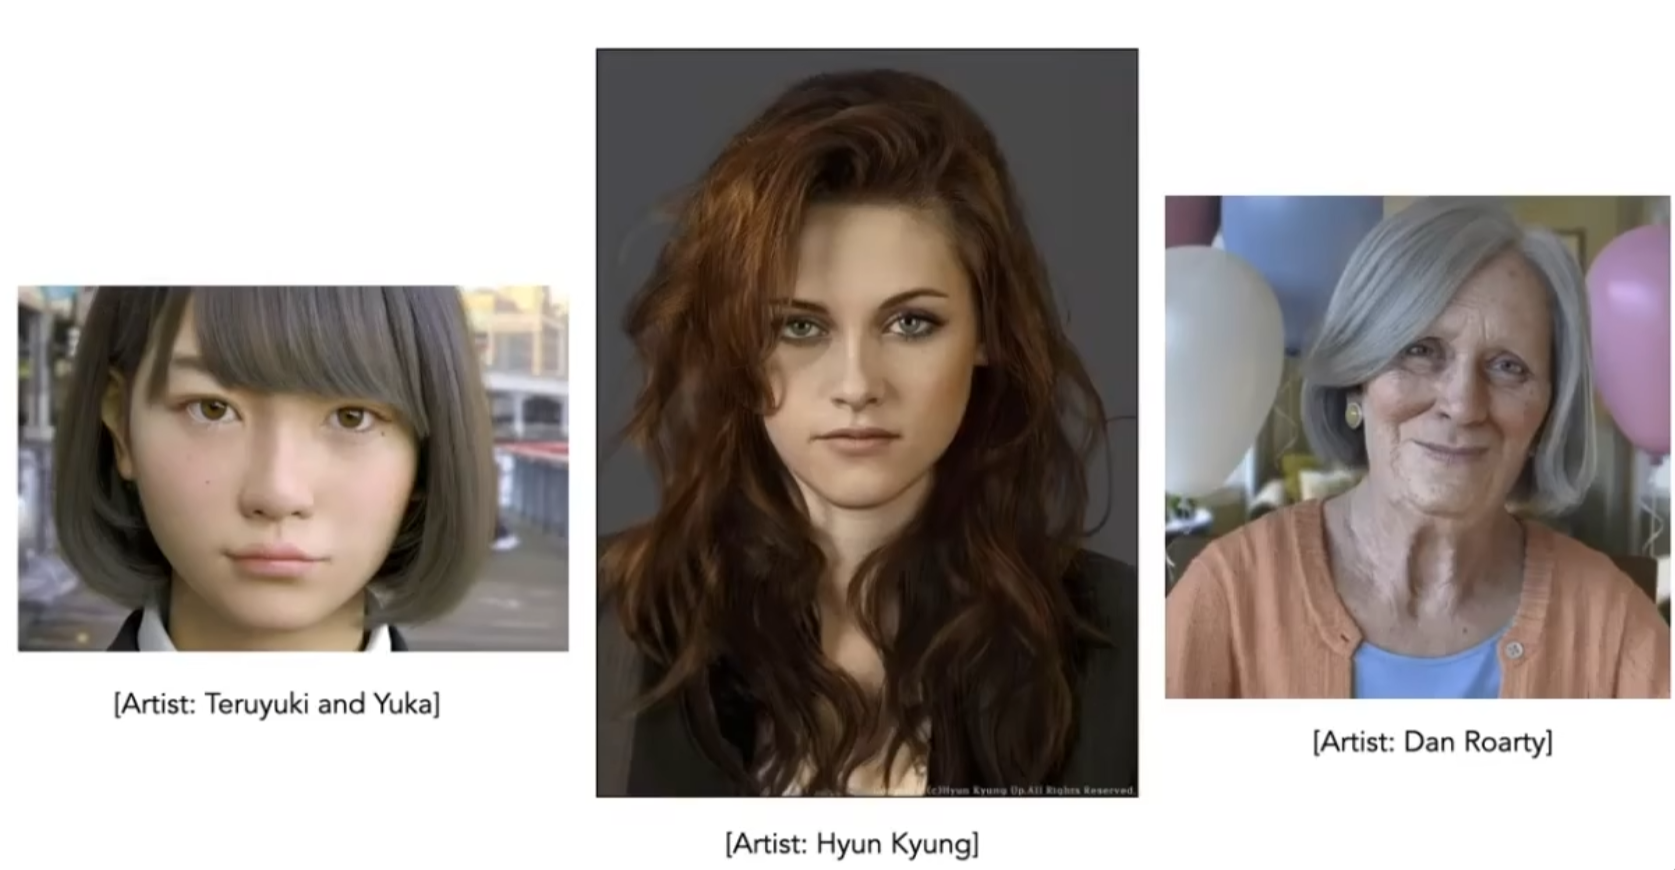 [Artist: Teruyuki and Yuka]
(c)Hyun Kyung Up.All Rights Reserved.
[Artist: Hyun Kyung]
[Artist: Dan Roarty]